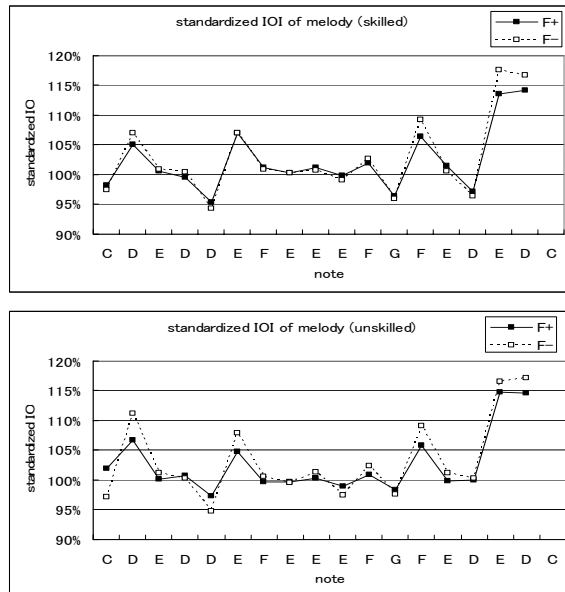 standardized IOI of melody (skilled)
F+
F−
120%
115%
110%
105%
100%
95%
90%
standardized IO
C D E D D E F E E E F G F E D E D C
note
standardized IOI of melody (unskilled)
F+
F−
120%
115%
110%
105%
100%
95%
90%
standardized IO
C D E D D E F E E E F G F E D E D C
note